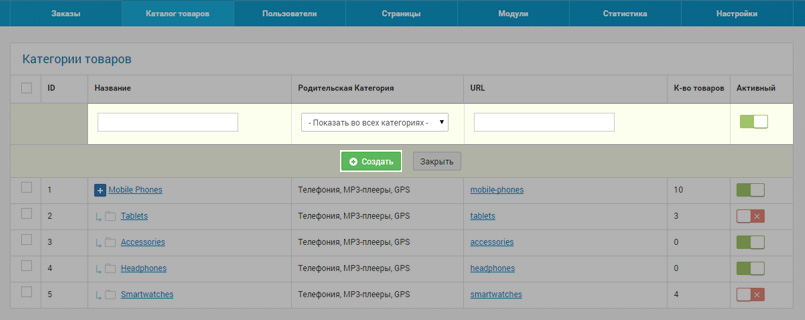 Заказы Каталог товаров Пользователи Страницы Модули Статистика Настройки
Категории товаров
ID Название Родительская Категория URL К-во товаров Активный
- Показать во всех категориях -
Создать Закрыть
1 Mobile Phones Телефония, MP3-плееры, GPS mobile-phones 10
2 Tablets Телефония, MP3-плееры, GPS tablets 3
3 Accessories Телефония, MP3-плееры, GPS accessories 0
4 Headphones Телефония, MP3-плееры, GPS headphones 0
5 Smartwatches Телефония, MP3-плееры, GPS smartwatches 4